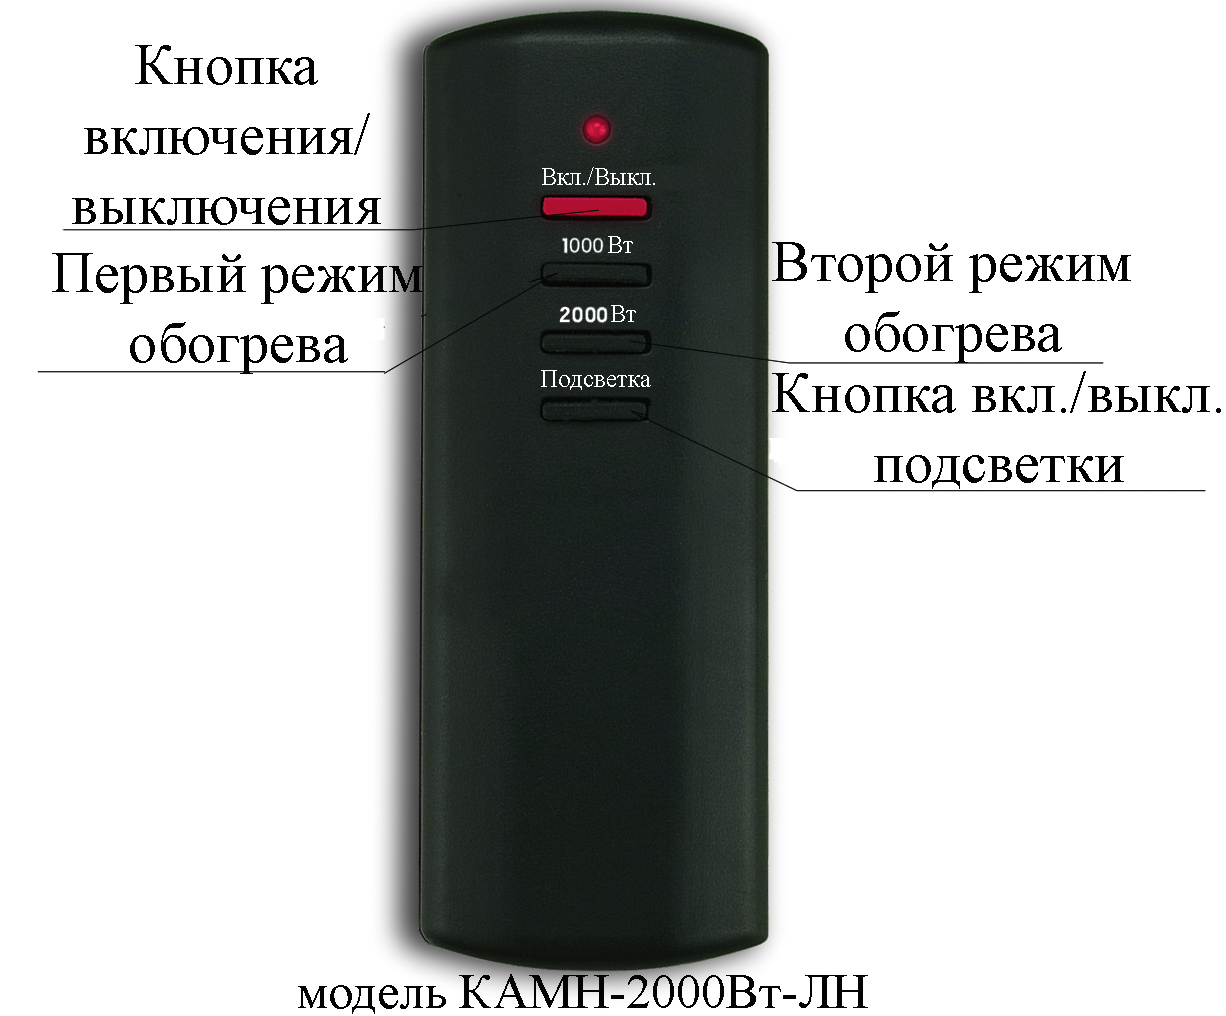 Кнопка
включения/
выключения
Первый режим
обогрева
Вкл./Выкл.
1000 Вт
2000 Вт
Подсветка
Второй режим
обогрева
Кнопка вкл./выкл.
подсветки
модель КАМН-2000Вт-ЛН